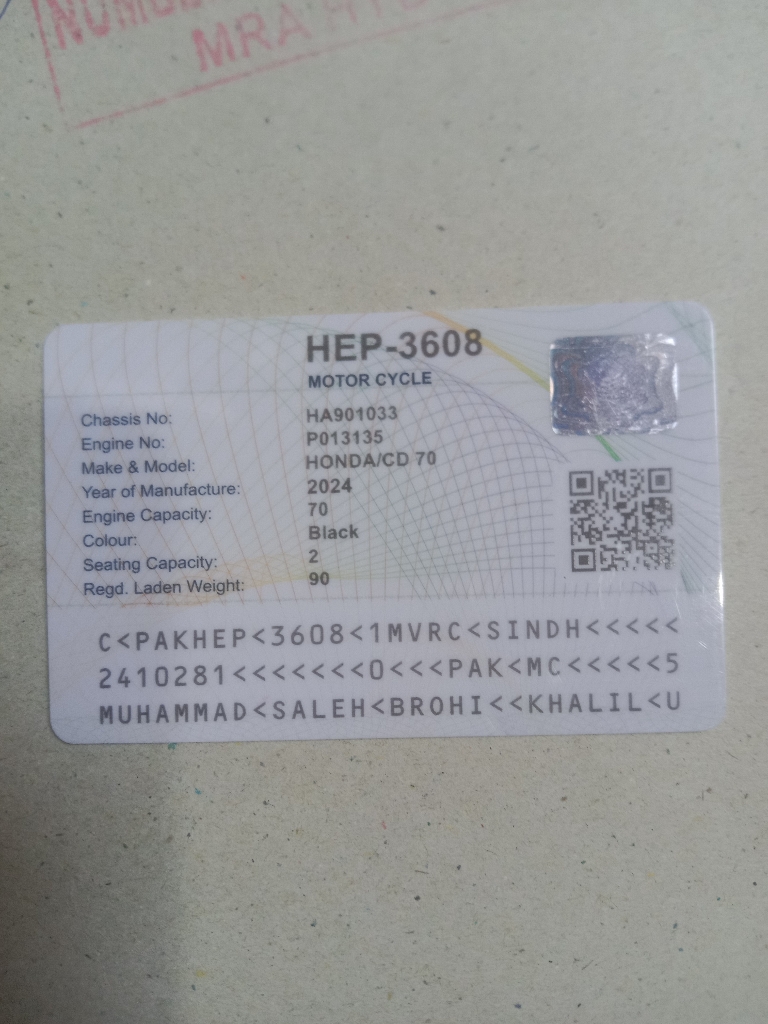 MRA
HEP-3608
MOTOR CYCLE
Chassis No: HA901033
Engine No: P013135
Make & Model: HONDA/CD 70
Year of Manufacture: 2024
Engine Capacity: 70
Colour: Black
Seating Capacity: 2
Regd. Laden Weight: 90
C<PAKHEP<3608<1MVRC<SINDH<<<<<
2410281<<<<<<<0<<<PAK<MC<<<<<5
MUHAMMAD<SALEH<BROHI<<KHALIL<U